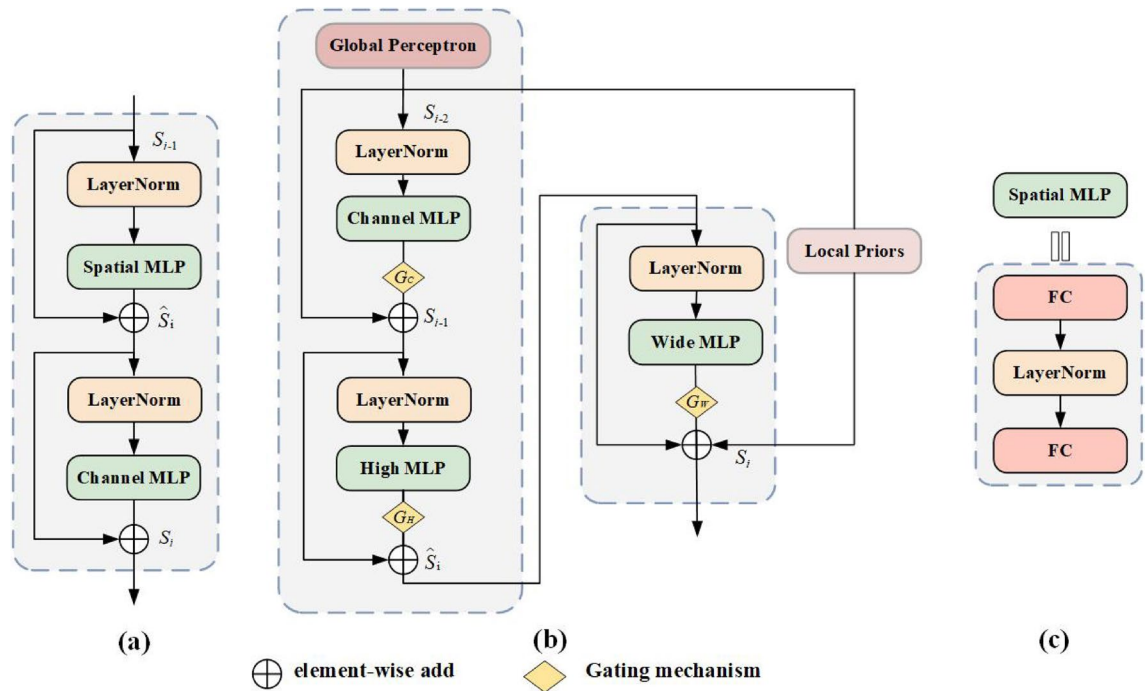 S_{i-1}
LayerNorm
Spatial MLP
Ŝ_i
LayerNorm
Channel MLP
S_i
(a)
Global Perceptron
S_{i-2}
LayerNorm
Channel MLP
G_C
S_{i-1}
LayerNorm
High MLP
G_H
Ŝ_i
LayerNorm
Wide MLP
G_W
S_i
Local Priors
(b)
Spatial MLP
FC
LayerNorm
FC
(c)
element-wise add
Gating mechanism